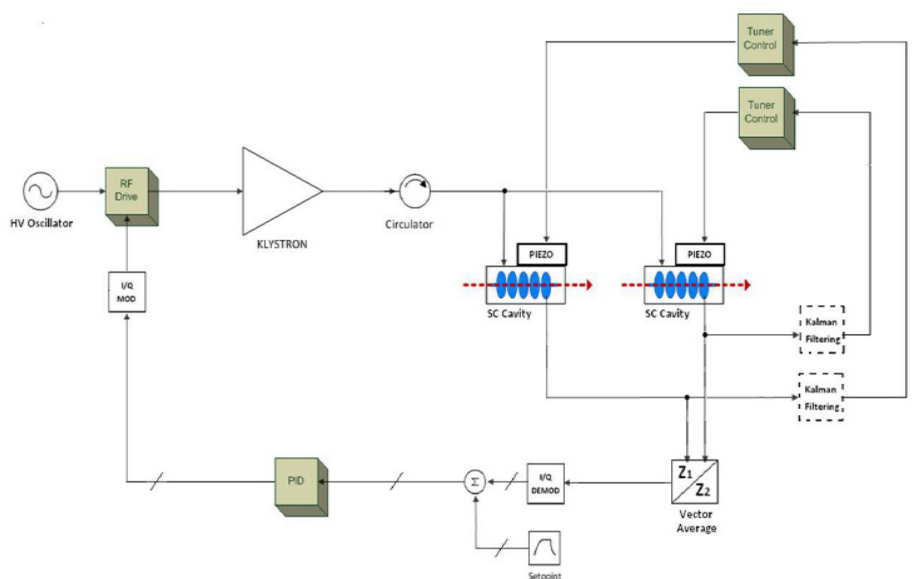 Tuner
Control
Tuner
Control
RF
Drive
HV Oscillator
KLYSTRON
Circulator
PIEZO
PIEZO
SC Cavity
SC Cavity
I/Q
MOD
Kalman
Filtering
Kalman
Filtering
PID
Σ
I/Q
DEMOD
Z1
Z2
Vector
Average
Setpoint